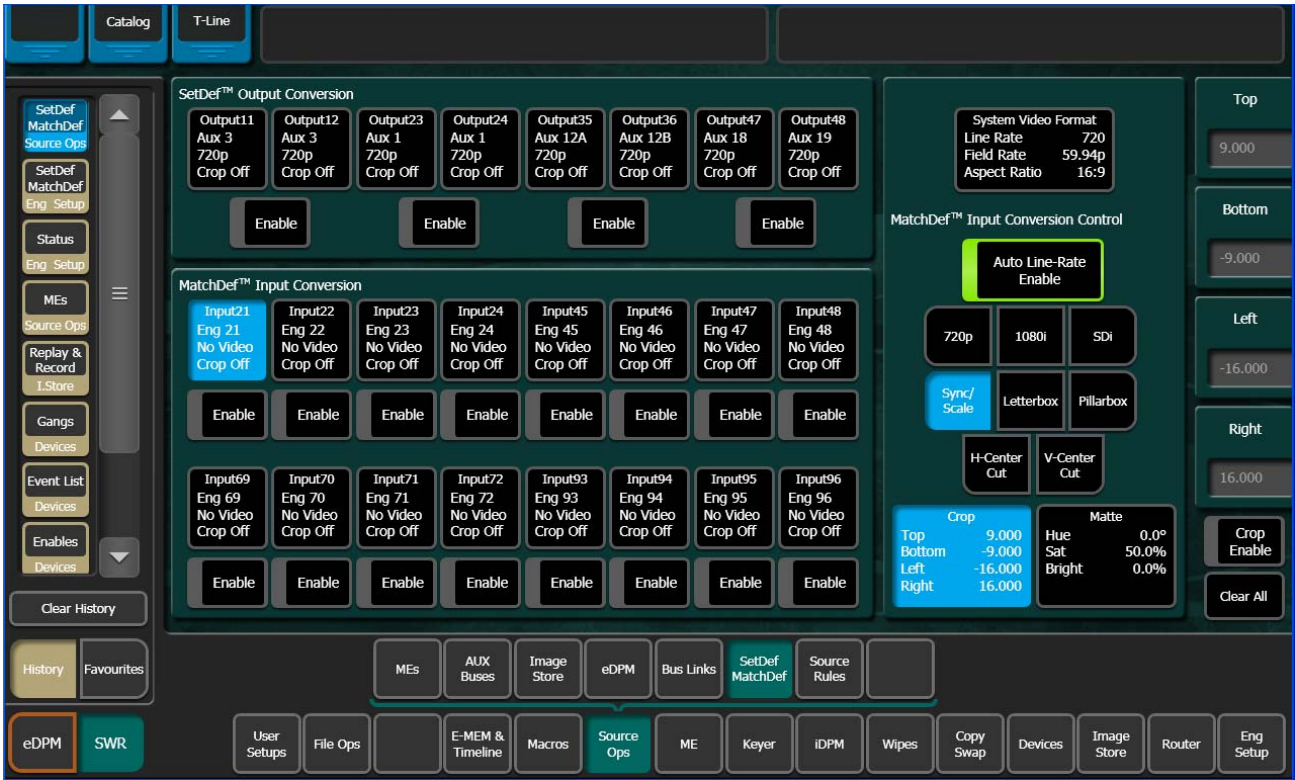 Catalog
T-Line
SetDef
MatchDef
Source Ops
SetDef
MatchDef
Eng Setup
Status
Eng Setup
MEs
Source Ops
Replay &
Record
I.Store
Gangs
Devices
Event List
Devices
Enables
Devices
Clear History
History
Favourites
SetDef™ Output Conversion
Output11
Aux 3
720p
Crop Off
Output12
Aux 3
720p
Crop Off
Output23
Aux 1
720p
Crop Off
Output24
Aux 1
720p
Crop Off
Output35
Aux 12A
720p
Crop Off
Output36
Aux 12B
720p
Crop Off
Output47
Aux 18
720p
Crop Off
Output48
Aux 19
720p
Crop Off
Enable
Enable
Enable
Enable
MatchDef™ Input Conversion
Input21
Eng 21
No Video
Crop Off
Input22
Eng 22
No Video
Crop Off
Input23
Eng 23
No Video
Crop Off
Input24
Eng 24
No Video
Crop Off
Input45
Eng 45
No Video
Crop Off
Input46
Eng 46
No Video
Crop Off
Input47
Eng 47
No Video
Crop Off
Input48
Eng 48
No Video
Crop Off
Enable
Enable
Enable
Enable
Enable
Enable
Enable
Enable
Input69
Eng 69
No Video
Crop Off
Input70
Eng 70
No Video
Crop Off
Input71
Eng 71
No Video
Crop Off
Input72
Eng 72
No Video
Crop Off
Input93
Eng 93
No Video
Crop Off
Input94
Eng 94
No Video
Crop Off
Input95
Eng 95
No Video
Crop Off
Input96
Eng 96
No Video
Crop Off
Enable
Enable
Enable
Enable
Enable
Enable
Enable
Enable
System Video Format
Line Rate 720
Field Rate 59.94p
Aspect Ratio 16:9
MatchDef™ Input Conversion Control
Auto Line-Rate
Enable
720p
1080i
SDi
Sync/
Scale
Letterbox
Pillarbox
H-Center
Cut
V-Center
Cut
Crop
Top 9.000
Bottom -9.000
Left -16.000
Right 16.000
Matte
Hue 0.0°
Sat 50.0%
Bright 0.0%
Top
9.000
Bottom
-9.000
Left
-16.000
Right
16.000
Crop
Enable
Clear All
MEs
AUX
Buses
Image
Store
eDPM
Bus Links
SetDef
MatchDef
Source
Rules
eDPM
SWR
User
Setups
File Ops
E-MEM &
Timeline
Macros
Source
Ops
ME
Keyer
iDPM
Wipes
Copy
Swap
Devices
Image
Store
Router
Eng
Setup